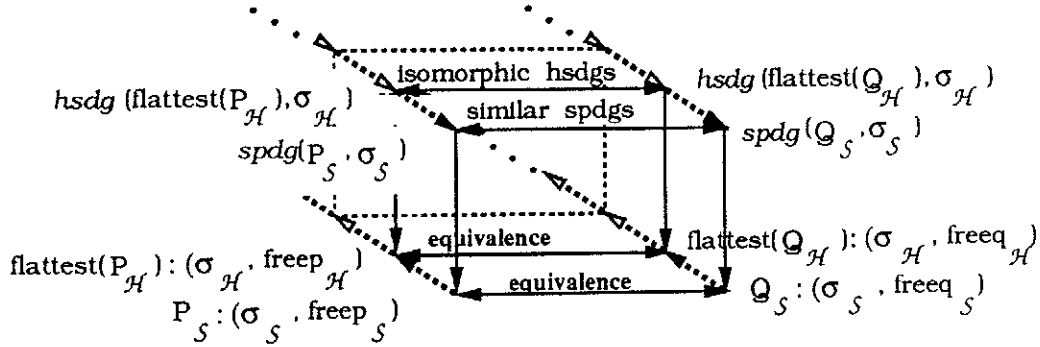 isomorphic hsdgs
hsdg (flattest(P_H), σ_H)
hsdg (flattest(Q_H), σ_H)
similar spdgs
spdg(P_S, σ_S)
spdg(Q_S, σ_S)
equivalence
flattest(P_H): (σ_H, freep_H)
flattest(Q_H): (σ_H, freeq_H)
equivalence
P_S: (σ_S, freep_S)
Q_S: (σ_S, freeq_S)